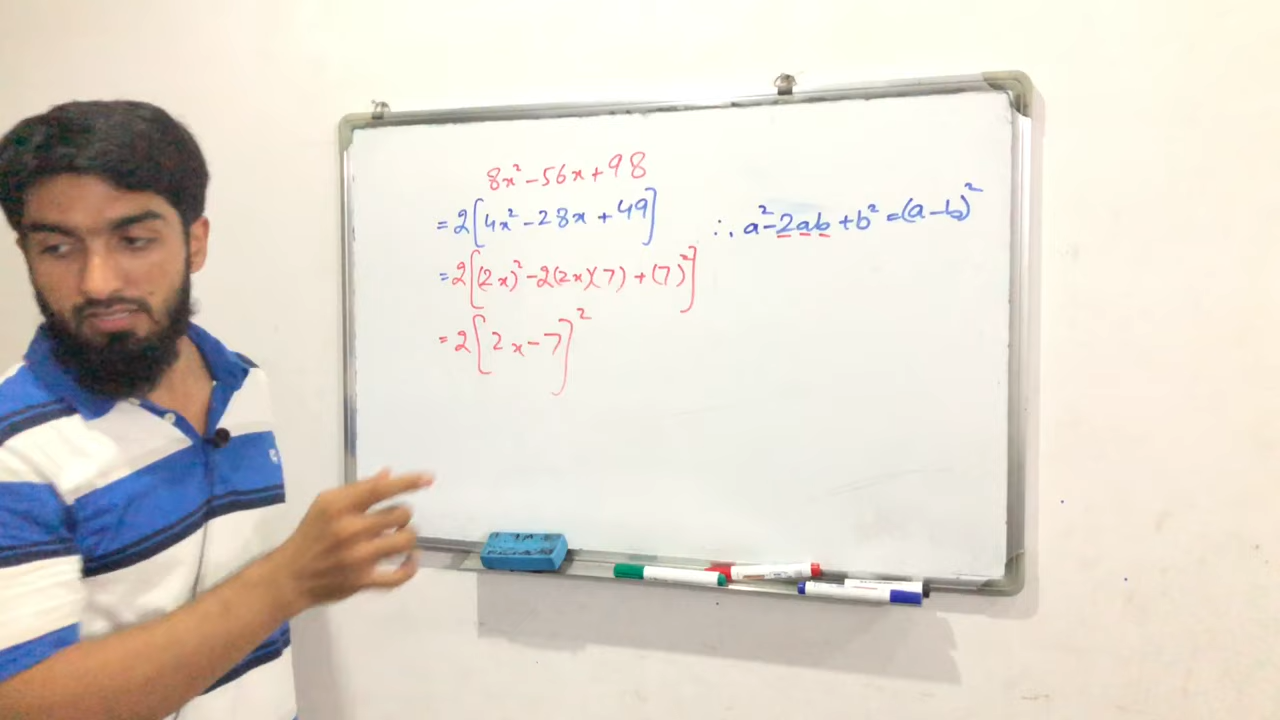 8x² - 56x + 98
= 2[4x² - 28x + 49]
∴ a² - 2ab + b² = (a - b)²
= 2[(2x)² - 2(2x)(7) + (7)²]
= 2[2x - 7]²